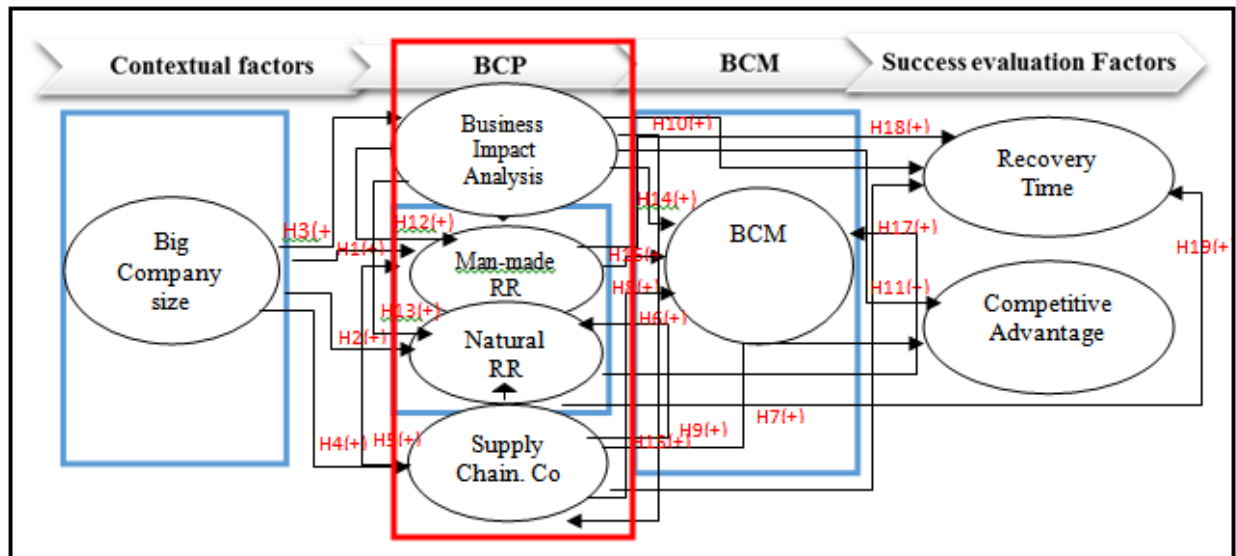 Contextual factors
BCP
BCM
Success evaluation Factors
Business
Impact
Analysis
H10(+)
H18(+)
Recovery
Time
H3(+
H12(+)
H14(+)
H17(+)
H1(+)
Big
Company
size
Man-made
RR
BCM
H19(+
H8(+)
H13(+)
H6(+)
H11(+)
H2(+)
Natural
RR
Competitive
Advantage
H7(+)
H4(+)
H5(+)
H9(+)
Supply
Chain. Co